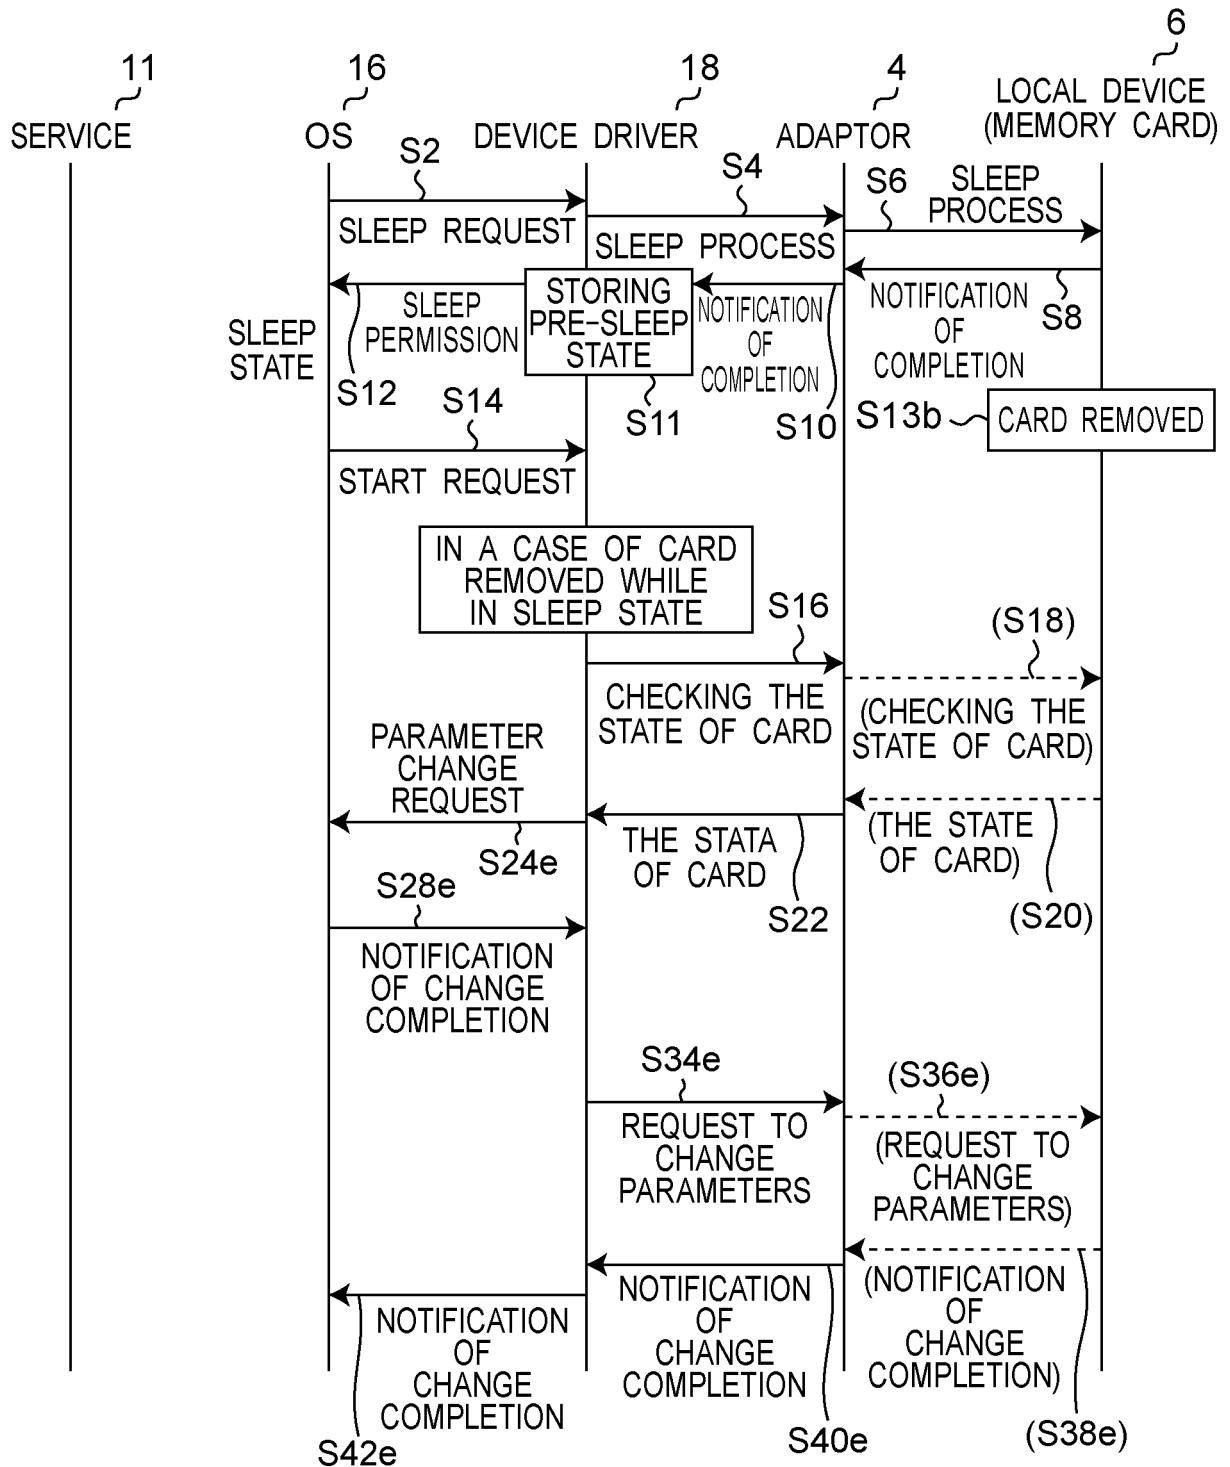 6
11
16
18
4
LOCAL DEVICE
(MEMORY CARD)
SERVICE
OS
DEVICE DRIVER
ADAPTOR
S2
S4
S6
SLEEP
PROCESS
SLEEP REQUEST
SLEEP PROCESS
STORING
PRE-SLEEP
STATE
SLEEP
PERMISSION
NOTIFICATION
OF
COMPLETION
NOTIFICATION
OF
COMPLETION
S8
SLEEP
STATE
S12
S14
S11
S10
S13b
CARD REMOVED
START REQUEST
IN A CASE OF CARD
REMOVED WHILE
IN SLEEP STATE
S16
(S18)
CHECKING THE
STATE OF CARD
(CHECKING THE
STATE OF CARD)
PARAMETER
CHANGE
REQUEST
S24e
THE STATA
OF CARD
S22
(THE STATE
OF CARD)
(S20)
S28e
NOTIFICATION
OF CHANGE
COMPLETION
S34e
(S36e)
REQUEST TO
CHANGE
PARAMETERS
(REQUEST TO
CHANGE
PARAMETERS)
NOTIFICATION
OF
CHANGE
COMPLETION
NOTIFICATION
OF
CHANGE
COMPLETION
(NOTIFICATION
OF
CHANGE
COMPLETION)
S42e
S40e
(S38e)